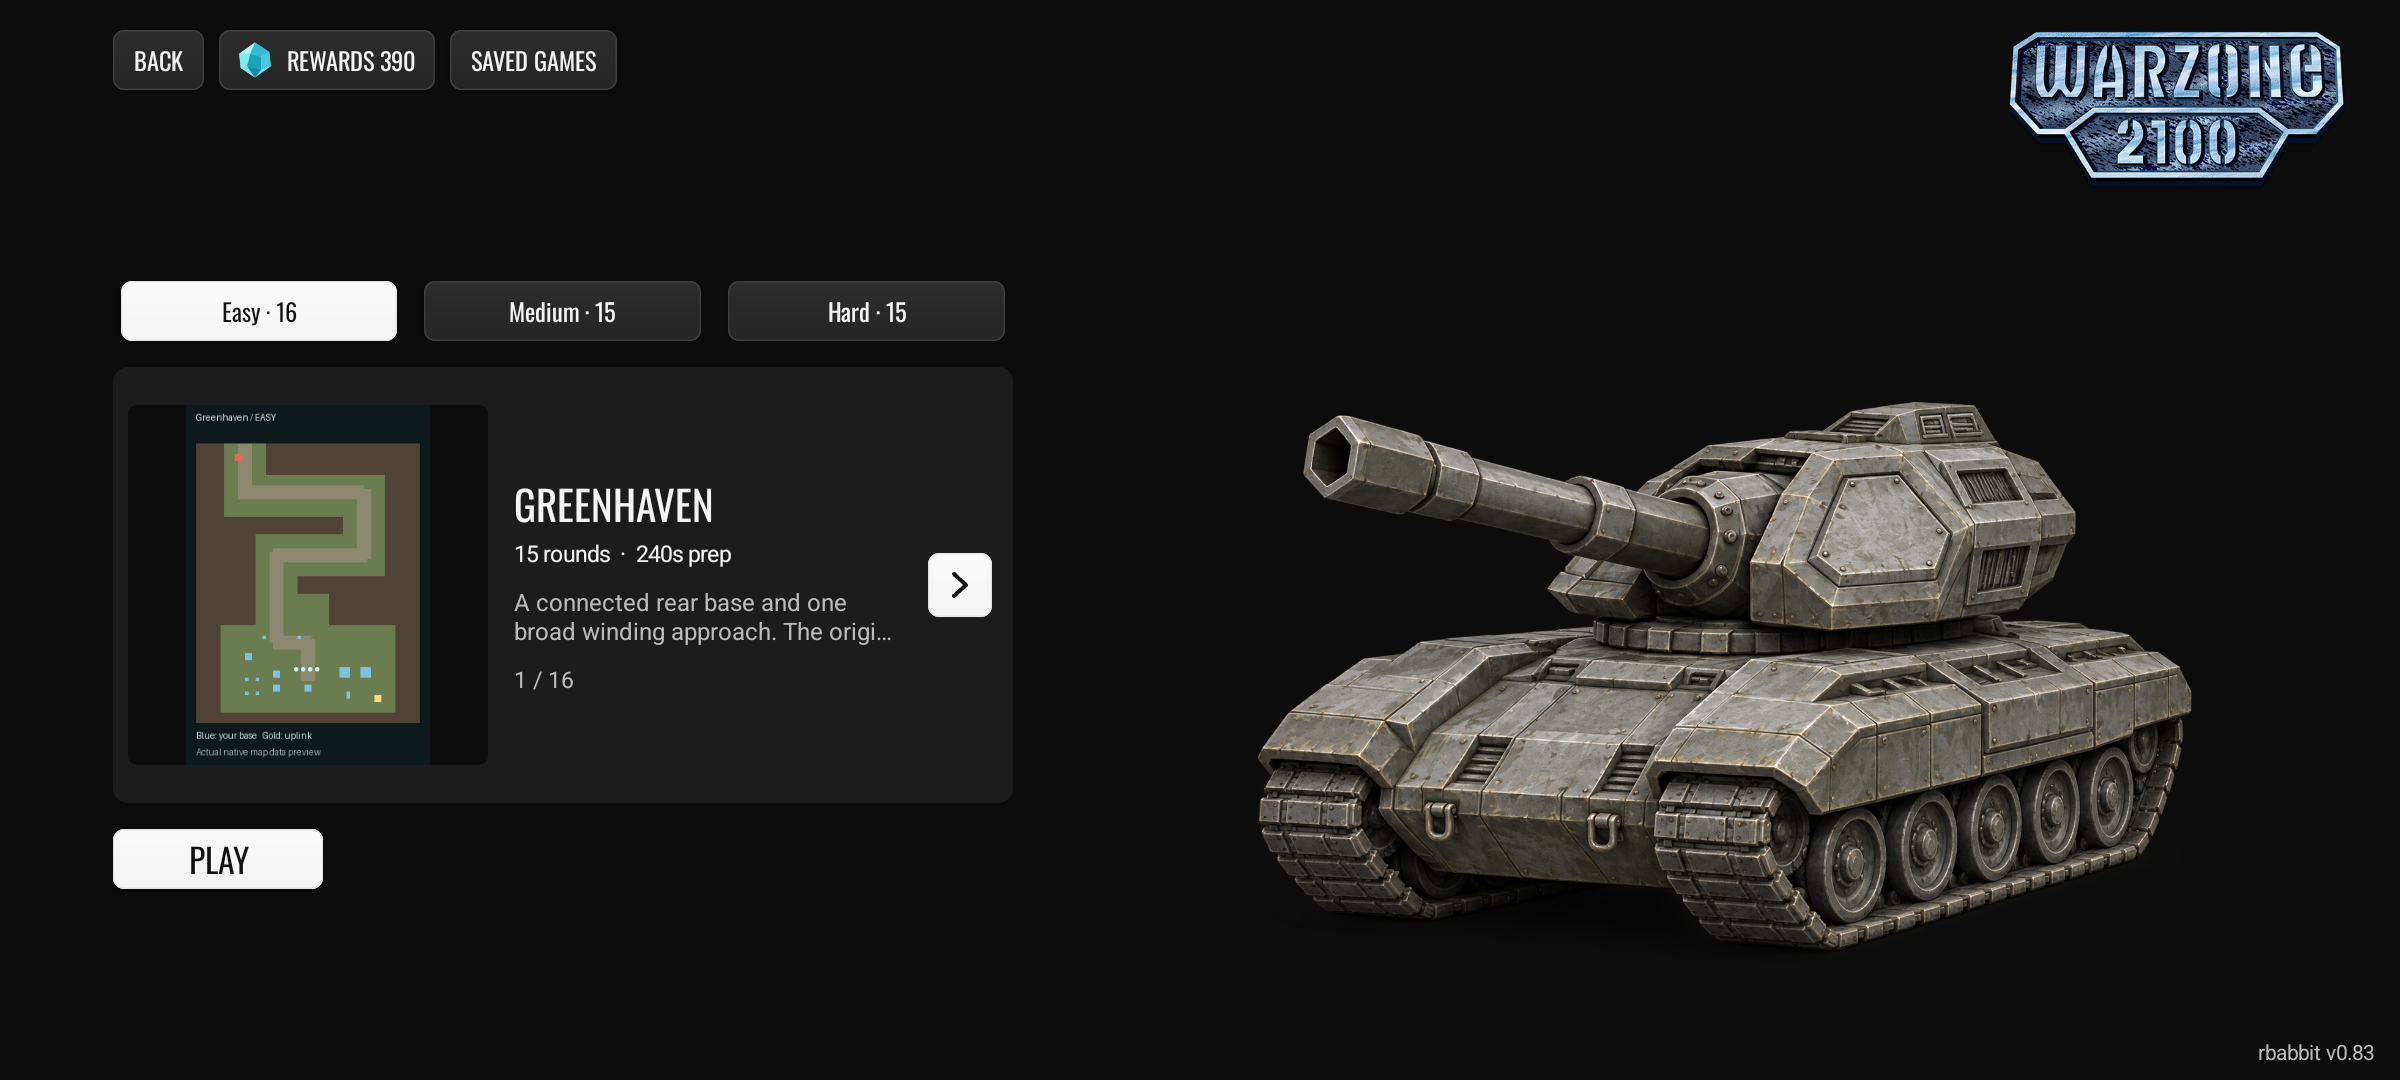 BACK
REWARDS 390
SAVED GAMES
WARZONE
2100
Easy · 16
Medium · 15
Hard · 15
Greenhaven / EASY
Blue: your base Gold: uplink
Actual native map data preview
GREENHAVEN
15 rounds · 240s prep
A connected rear base and one
broad winding approach. The origi...
1 / 16
PLAY
rbabbit v0.83